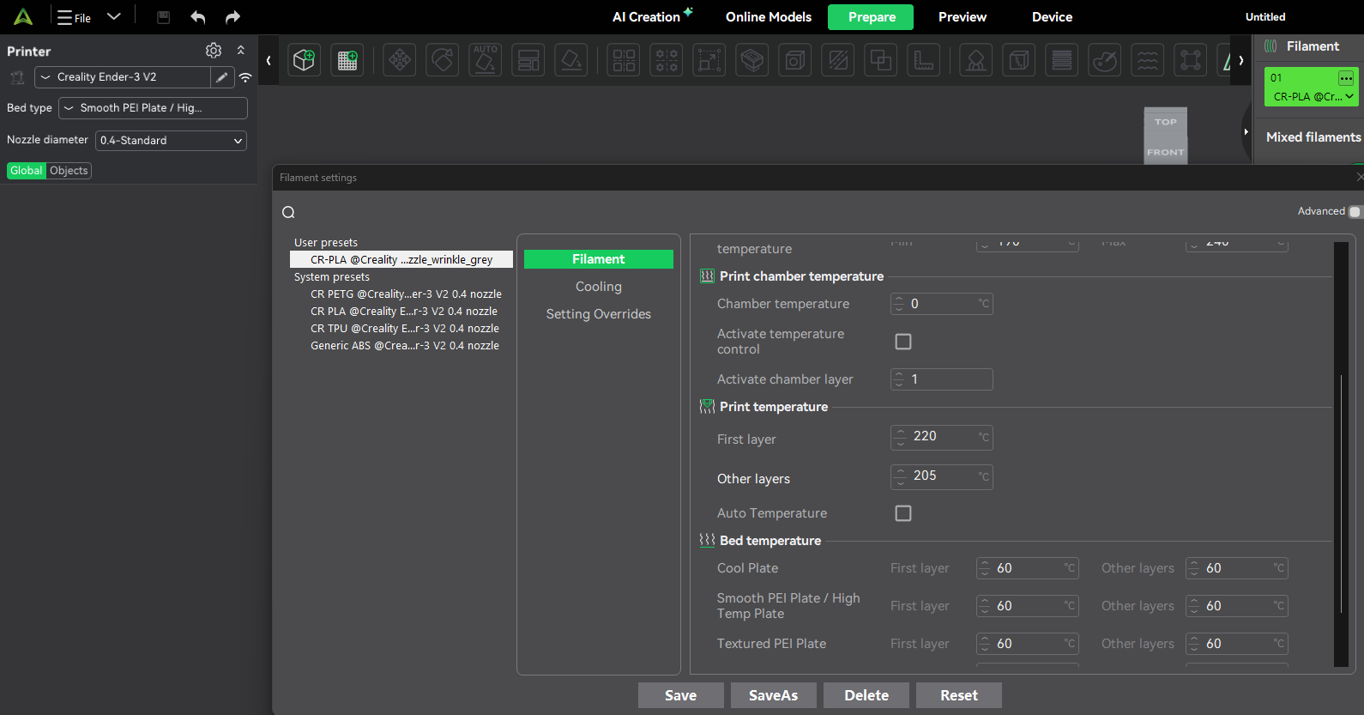 File
AI Creation
Online Models
Prepare
Preview
Device
Untitled
Printer
Creality Ender-3 V2
Bed type
Smooth PEI Plate / Hig...
Nozzle diameter
0.4-Standard
Global
Objects
AUTO
TOP
FRONT
Filament
01
CR-PLA @Cr...
Mixed filaments
Filament settings
Advanced
User presets
CR-PLA @Creality ...zzle_wrinkle_grey
System presets
CR PETG @Creality...er-3 V2 0.4 nozzle
CR PLA @Creality E...r-3 V2 0.4 nozzle
CR TPU @Creality E...r-3 V2 0.4 nozzle
Generic ABS @Crea...r-3 V2 0.4 nozzle
Filament
Cooling
Setting Overrides
temperature Min 190 °C Max 240 °C
Print chamber temperature
Chamber temperature 0 °C
Activate temperature
control
Activate chamber layer 1
Print temperature
First layer 220 °C
Other layers 205 °C
Auto Temperature
Bed temperature
Cool Plate First layer 60 °C Other layers 60 °C
Smooth PEI Plate / High
Temp Plate First layer 60 °C Other layers 60 °C
Textured PEI Plate First layer 60 °C Other layers 60 °C
Save
SaveAs
Delete
Reset